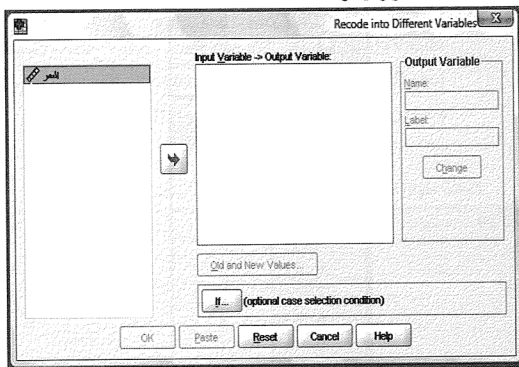 Recode into Different Variables
العمر
Input Variable -> Output Variable:
Output Variable
Name:
Label:
Change
Old and New Values...
If... (optional case selection condition)
OK
Paste
Reset
Cancel
Help